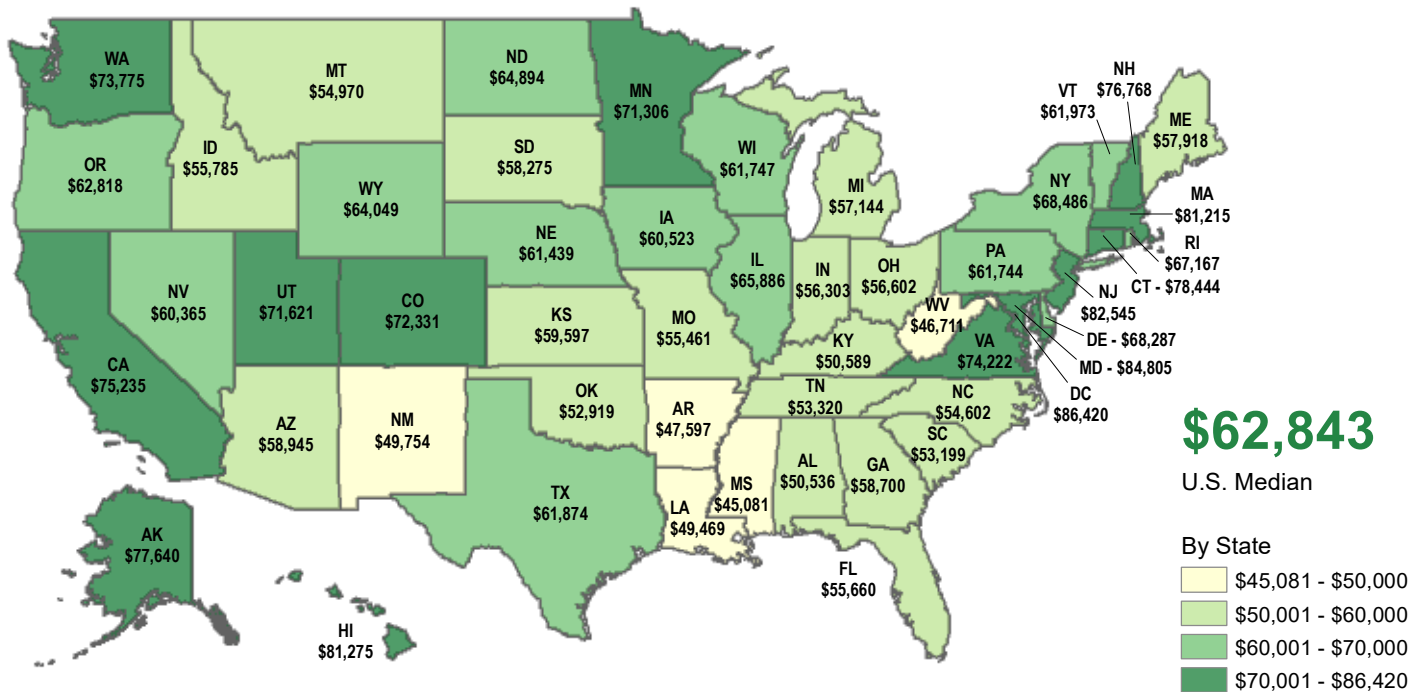 WA
$73,775
MT
$54,970
ND
$64,894
MN
$71,306
NH
$76,768
VT
$61,973
ME
$57,918
OR
$62,818
ID
$55,785
SD
$58,275
WI
$61,747
WY
$64,049
MI
$57,144
NY
$68,486
MA
$81,215
RI
$67,167
CT - $78,444
IA
$60,523
NE
$61,439
IL
$65,886
IN
$56,303
OH
$56,602
PA
$61,744
NJ
$82,545
NV
$60,365
UT
$71,621
CO
$72,331
KS
$59,597
MO
$55,461
WV
$46,711
KY
$50,589
VA
$74,222
DE - $68,287
MD - $84,805
DC
$86,420
CA
$75,235
AZ
$58,945
NM
$49,754
OK
$52,919
AR
$47,597
TN
$53,320
NC
$54,602
SC
$53,199
TX
$61,874
LA
$49,469
MS
$45,081
AL
$50,536
GA
$58,700
FL
$55,660
AK
$77,640
HI
$81,275
$62,843
U.S. Median
By State
$45,081 - $50,000
$50,001 - $60,000
$60,001 - $70,000
$70,001 - $86,420